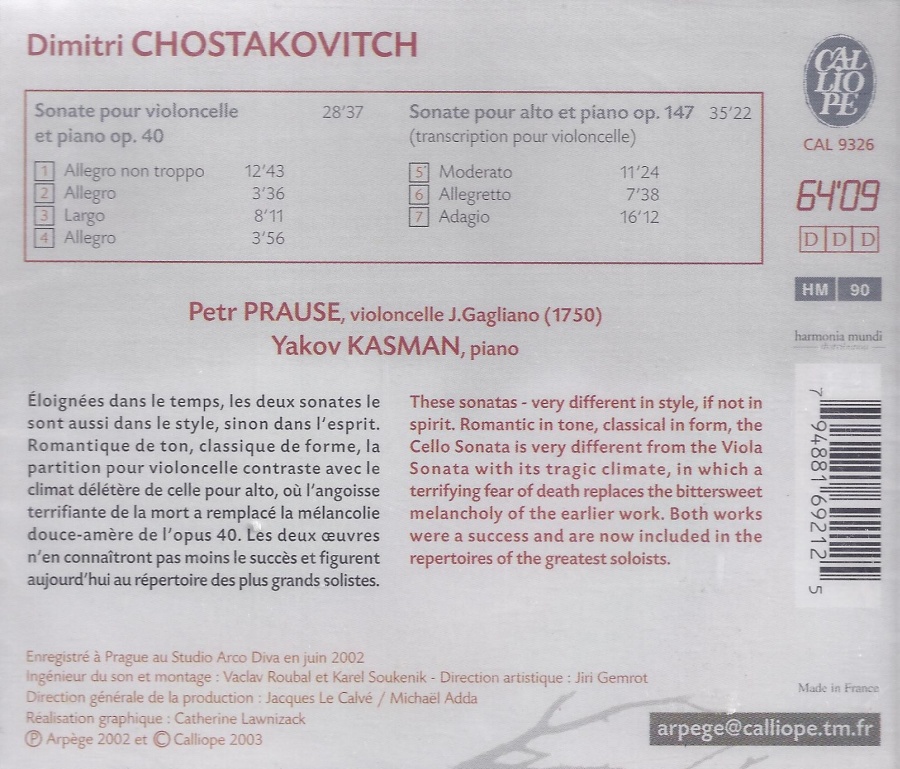 Dimitri CHOSTAKOVITCH
Sonate pour violoncelle 28'37
et piano op. 40
1 Allegro non troppo 12'43
2 Allegro 3'36
3 Largo 8'11
4 Allegro 3'56
Sonate pour alto et piano op. 147 35'22
(transcription pour violoncelle)
5 Moderato 11'24
6 Allegretto 7'38
7 Adagio 16'12
CAL
LIO
PE
CAL 9326
64'09
D D D
HM 90
harmonia mundi
Petr PRAUSE, violoncelle J.Gagliano (1750)
Yakov KASMAN, piano
Éloignées dans le temps, les deux sonates le
sont aussi dans le style, sinon dans l'esprit.
Romantique de ton, classique de forme, la
partition pour violoncelle contraste avec le
climat délétère de celle pour alto, où l'angoisse
terrifiante de la mort a remplacé la mélancolie
douce-amère de l'opus 40. Les deux œuvres
n'en connaîtront pas moins le succès et figurent
aujourd'hui au répertoire des plus grands solistes.
These sonatas - very different in style, if not in
spirit. Romantic in tone, classical in form, the
Cello Sonata is very different from the Viola
Sonata with its tragic climate, in which a
terrifying fear of death replaces the bittersweet
melancholy of the earlier work. Both works
were a success and are now included in the
repertoires of the greatest soloists.
7 94881 69212 5
Enregistré à Prague au Studio Arco Diva en juin 2002
Ingénieur du son et montage : Vaclav Roubal et Karel Soukenik - Direction artistique : Jiri Gemrot
Direction générale de la production : Jacques Le Calvé / Michaël Adda
Réalisation graphique : Catherine Lawnizack
Ⓟ Arpège 2002 et © Calliope 2003
Made in France
arpege@calliope.tm.fr